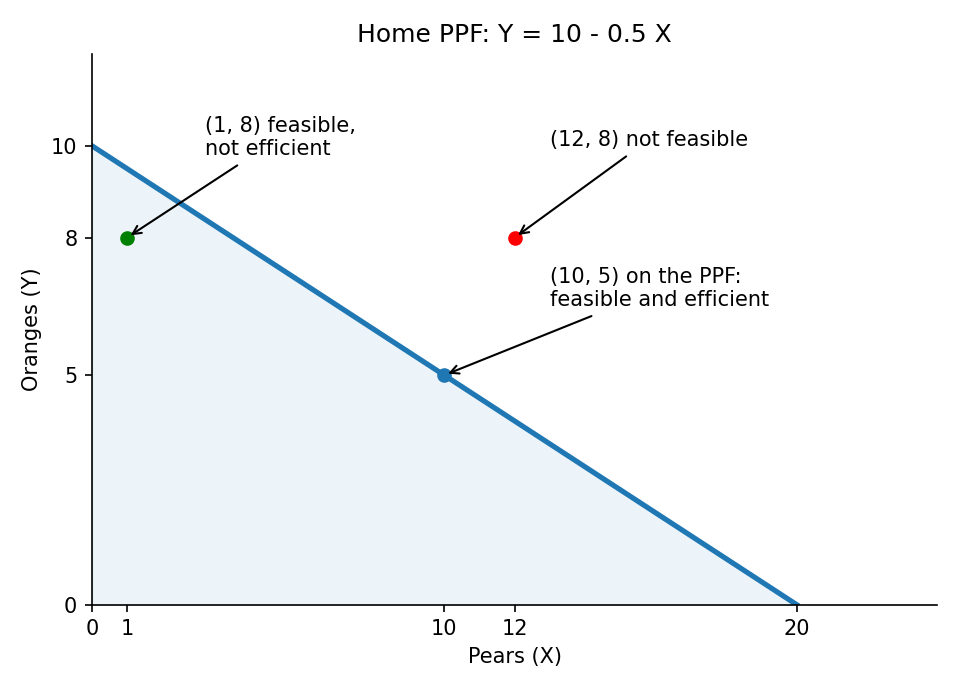 Home PPF: Y = 10 - 0.5 X
(1, 8) feasible,
not efficient
(12, 8) not feasible
(10, 5) on the PPF:
feasible and efficient
10
8
5
0
Oranges (Y)
0 1 10 12 20
Pears (X)